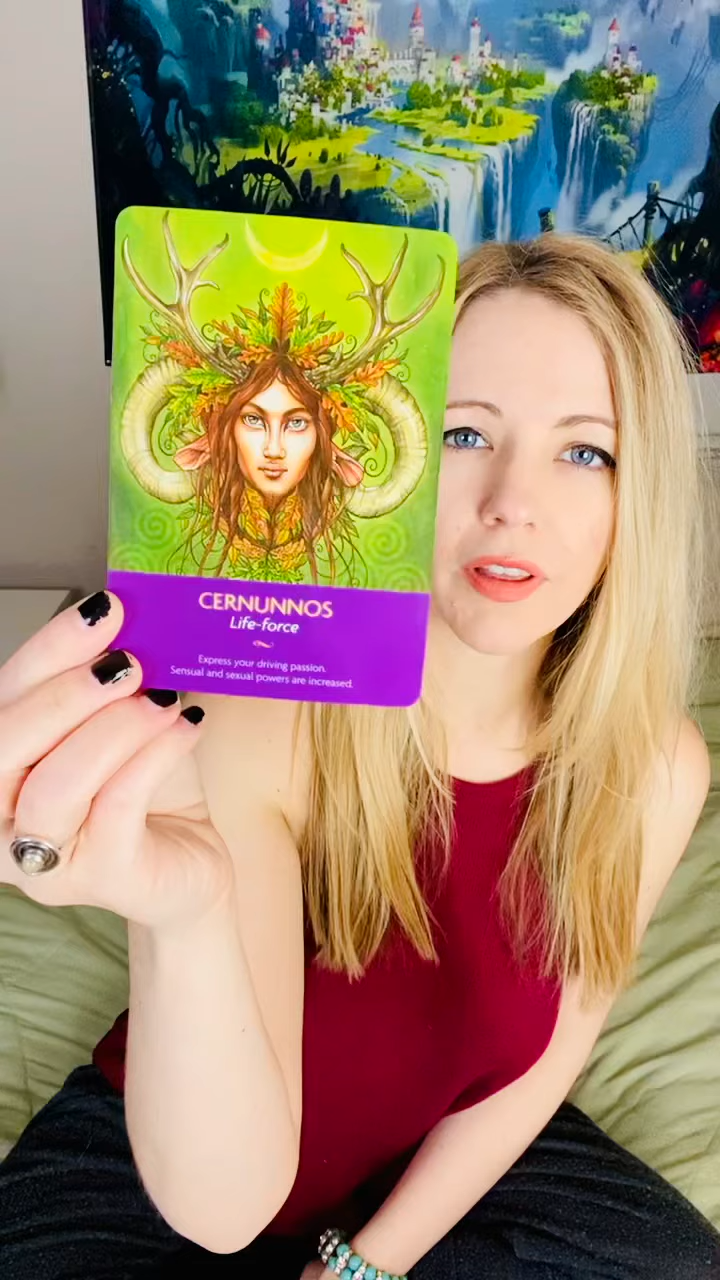 CERNUNNOS
Life-force
Express your driving passion.
Sensual and sexual powers are increased.